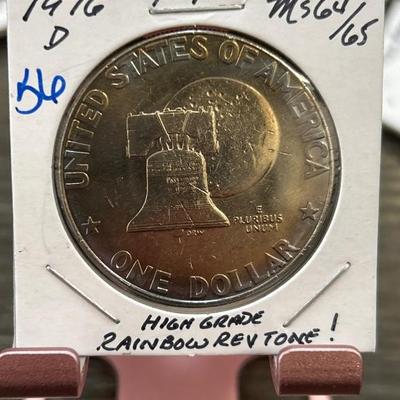 1976
D
MS64/65
56
UNITED STATES OF AMERICA
E
PLURIBUS
UNUM
ONE DOLLAR
HIGH GRADE
RAINBOW REV TONE!